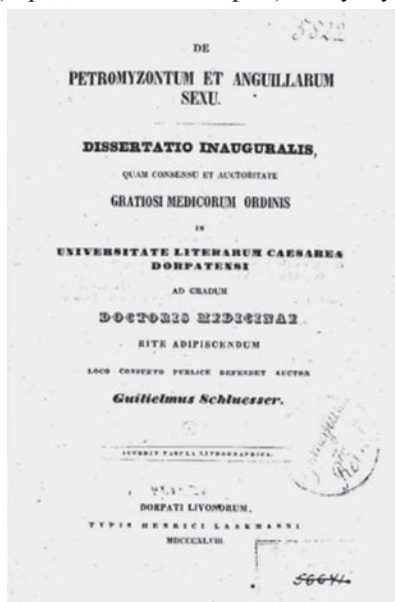 DE
PETROMYZONTUM ET ANGUILLARUM
SEXU.
DISSERTATIO INAUGURALIS,
QUAM CONSENSU ET AUCTORITATE
GRATIOSI MEDICORUM ORDINIS
IN
UNIVERSITATE LITERARUM CAESAREA
DORPATENSI
AD GRADUM
DOCTORIS MEDICINAE
RITE ADIPISCENDUM
LOCO CONSUETO PUBLICE DEFENDET AUCTOR
Guilielmus Schluesser.
ACCEDIT TABULA LITHOGRAPHICA.
DORPATI LIVONORUM,
TYPIS HENRICI LAAKMANNI
MDCCCXLVIII.
56641.